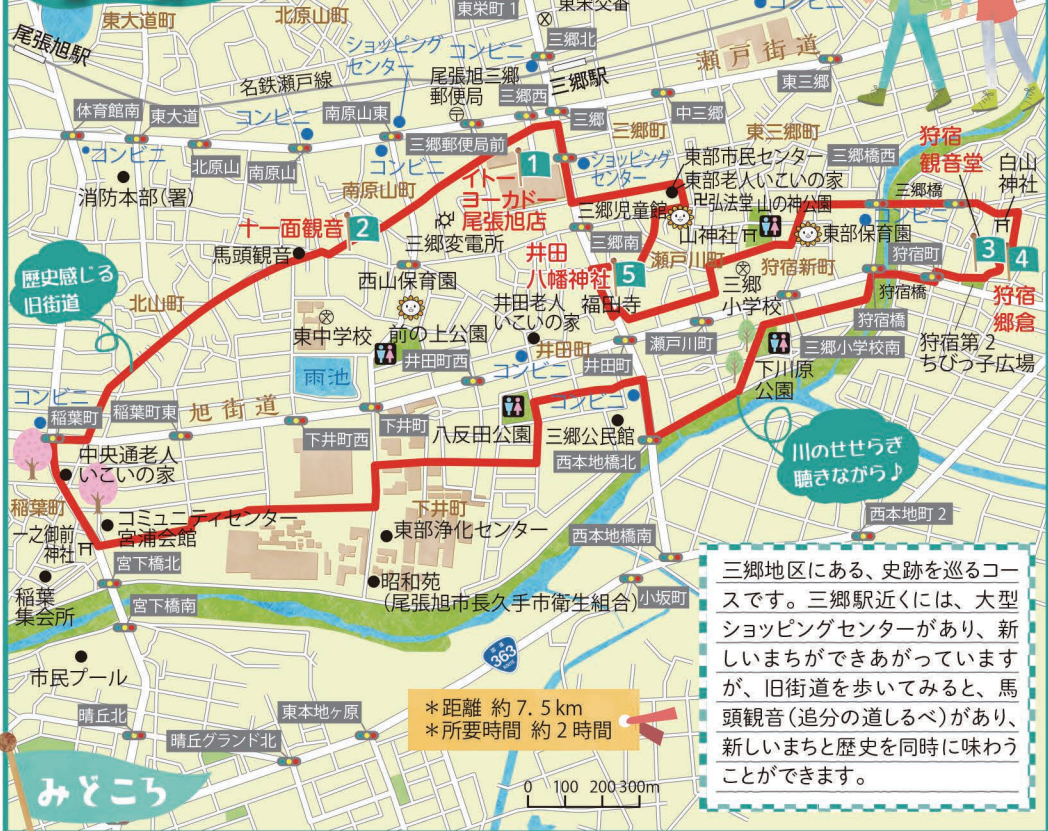 東大道町
北原山町
東栄町1
東栄交番
コンビニ
尾張旭駅
ショッピング
センター
コンビニ
三郷北
瀬戸街道
名鉄瀬戸線
尾張旭三郷
郵便局
三郷駅
東三郷
体育館南
東大道
コンビニ
南原山東
三郷西
三郷
中三郷
コンビニ
北原山
南原山
コンビニ
三郷郵便局前
三郷町
東三郷町
狩宿
観音堂
消防本部(署)
南原山町
1
イトー
ヨーカドー
尾張旭店
ショッピング
センター
東部市民センター
東部老人いこいの家
三郷橋西
白山
神社
卍弘法堂
山の神公園
三郷橋
十一面観音
2
三郷児童館
コンビニ
馬頭観音
三郷変電所
三郷南
山神社
東部保育園
3
4
歴史感じる
旧街道
西山保育園
井田
八幡神社
5
瀬戸川町
狩宿新町
狩宿町
北山町
井田老人
いこいの家
福田寺
三郷
小学校
狩宿橋
狩宿
郷倉
東中学校
前の上公園
狩宿橋
井田町
瀬戸川町
三郷小学校南
狩宿第2
ちびっ子広場
雨池
井田町西
井田町
コンビニ
下川原
公園
コンビニ
稲葉町
稲葉町東
旭街道
下井町西
下井町
八反田公園
コンビニ
三郷公民館
川のせせらぎ
聴きながら♪
中央通老人
いこいの家
西本地橋北
稲葉町
コミュニティセンター
宮浦会館
下井町
西本地町2
一之御前
神社
東部浄化センター
西本地橋南
宮下橋北
稲葉
集会所
宮下橋南
昭和苑
(尾張旭市長久手市衛生組合)
小坂町
三郷地区にある、史跡を巡るコー
スです。三郷駅近くには、大型
ショッピングセンターがあり、新
しいまちができあがっています
が、旧街道を歩いてみると、馬
頭観音(追分の道しるべ)があり、
新しいまちと歴史を同時に味わう
ことができます。
国道
363
ROUTE
市民プール
晴丘北
東本地ヶ原
晴丘グランド北
*距離 約7.5km
*所要時間 約2時間
みどころ
0 100 200 300m